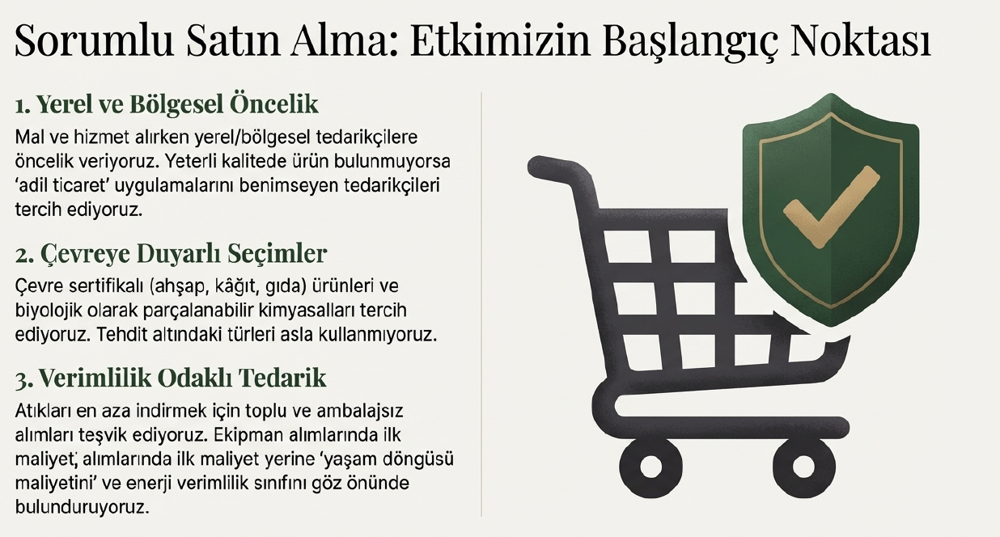 Sorumlu Satın Alma: Etkimizin Başlangıç Noktası
1. Yerel ve Bölgesel Öncelik
Mal ve hizmet alırken yerel/bölgesel tedarikçilere
öncelik veriyoruz. Yeterli kalitede ürün bulunmuyorsa
‘adil ticaret’ uygulamalarını benimseyen tedarikçileri
tercih ediyoruz.
2. Çevreye Duyarlı Seçimler
Çevre sertifikalı (ahşap, kâğıt, gıda) ürünleri ve
biyolojik olarak parçalanabilir kimyasalları tercih
ediyoruz. Tehdit altındaki türleri asla kullanmıyoruz.
3. Verimlilik Odaklı Tedarik
Atıkları en aza indirmek için toplu ve ambalajsız
alımları teşvik ediyoruz. Ekipman alımlarında ilk
maliyet; alımlarında ilk maliyet yerine ‘yaşam döngüsü
maliyetini’ ve enerji verimlilik sınıfını göz önünde
bulunduruyoruz.